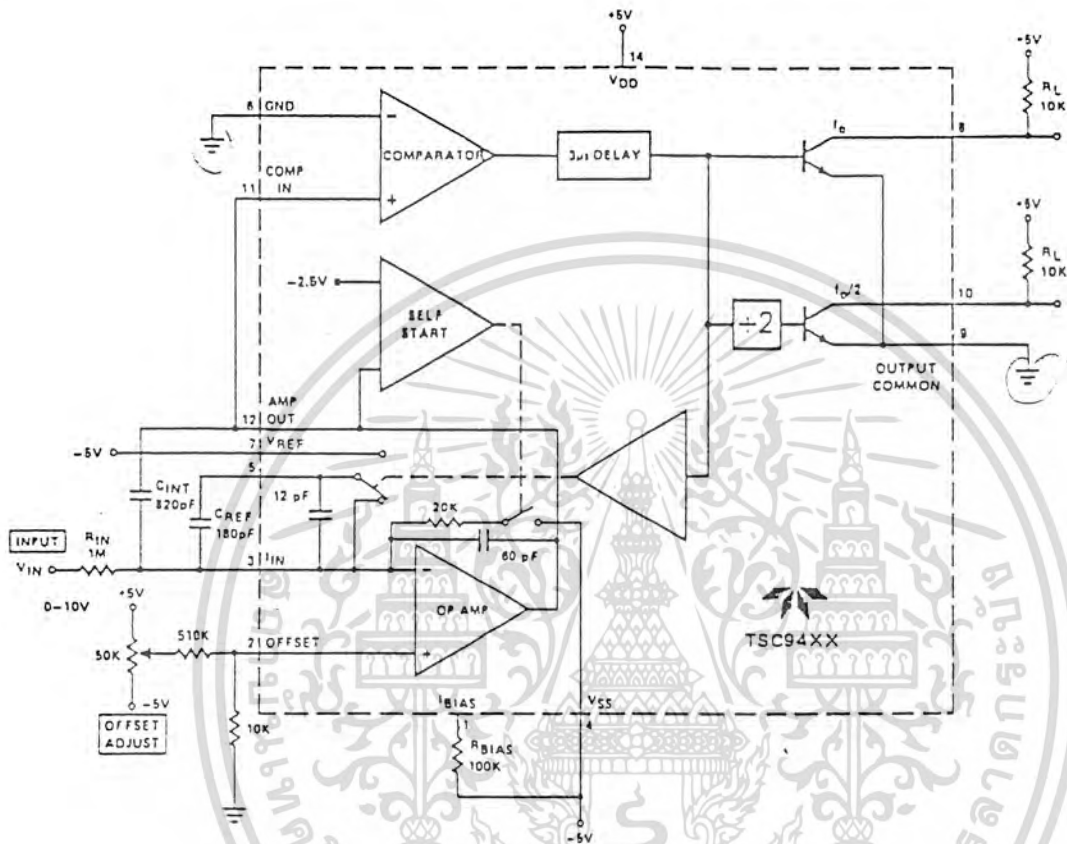 +5V
14
VDD
6 GND
-
COMPARATOR
3µs DELAY
fo
8
+5V
RL
10K
11 COMP IN
+
-2.5V
SELF START
÷2
fo/2
10
+5V
RL
10K
9
OUTPUT COMMON
12 AMP OUT
7 VREF
-5V
5
CINT
820pF
CREF
180pF
12 pF
20K
60 pF
INPUT
RIN
1M
VIN
3 IIN
-
OP AMP
0-10V
+5V
50K
510K
2 OFFSET
+
-5V
OFFSET ADJUST
10K
IBIAS
1
RBIAS
100K
VSS
4
-5V
TSC94XX